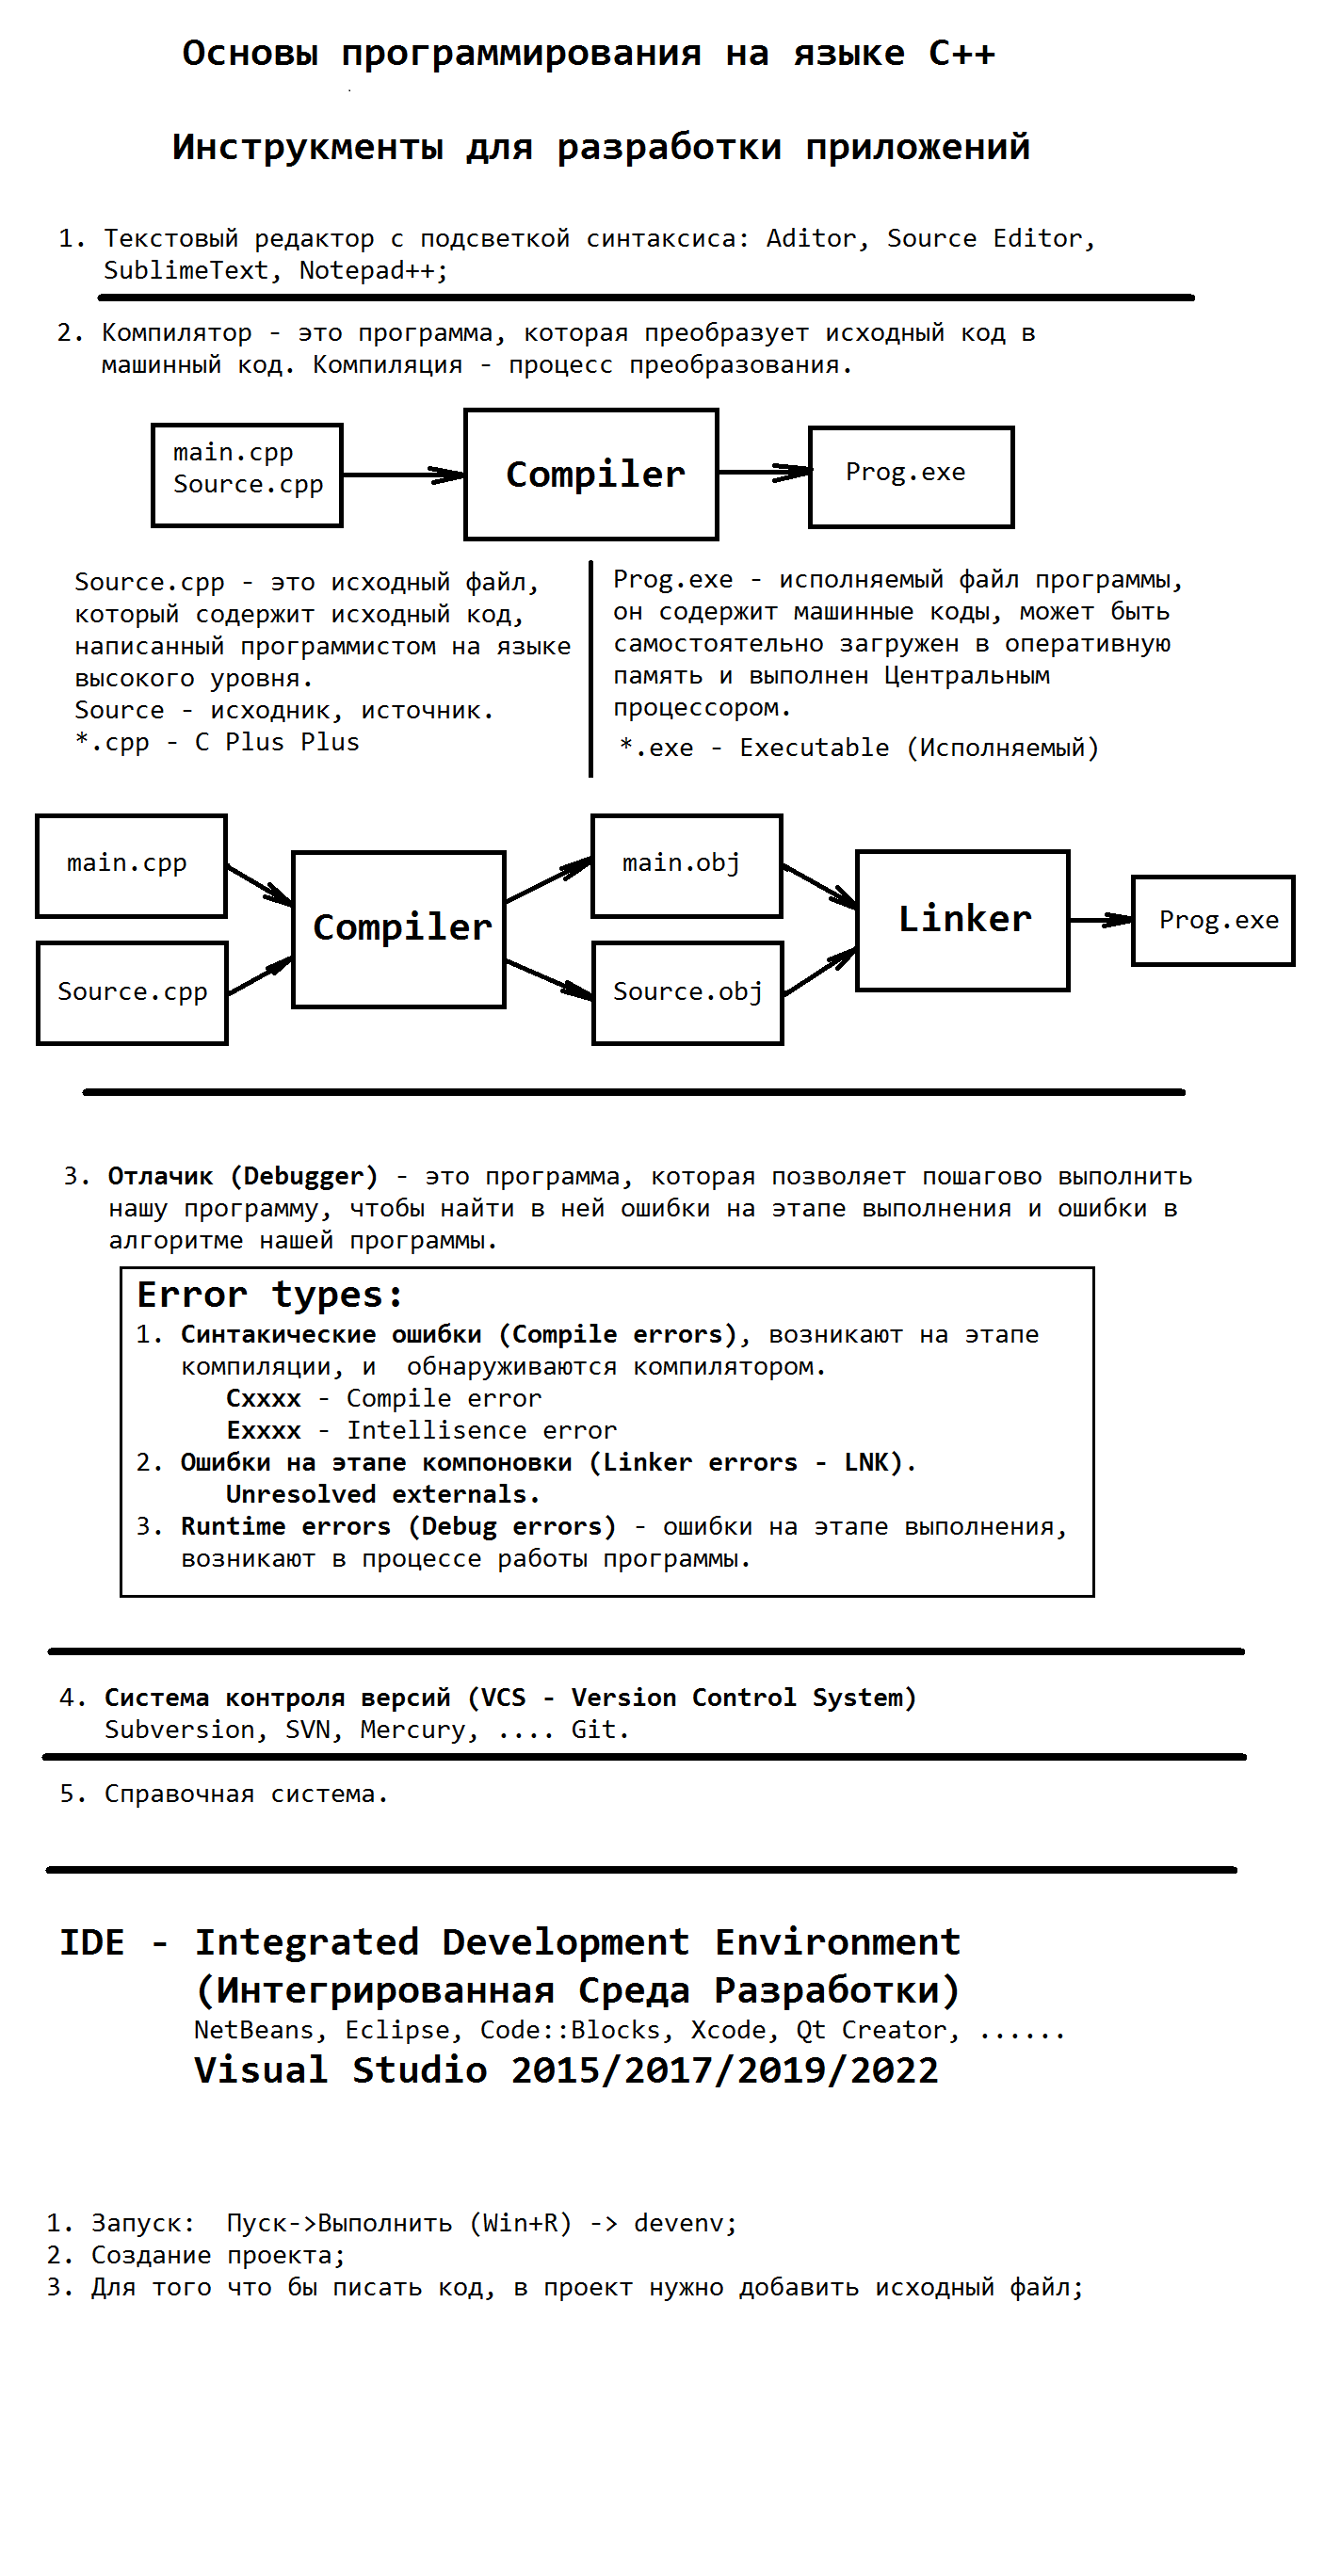 Основы программирования на языке C++
Инструкменты для разработки приложений
1. Текстовый редактор с подсветкой синтаксиса: Aditor, Source Editor,
SublimeText, Notepad++;
2. Компилятор - это программа, которая преобразует исходный код в
машинный код. Компиляция - процесс преобразования.
main.cpp
Source.cpp
Compiler
Prog.exe
Source.cpp - это исходный файл,
который содержит исходный код,
написанный программистом на языке
высокого уровня.
Source - исходник, источник.
*.cpp - C Plus Plus
Prog.exe - исполняемый файл программы,
он содержит машинные коды, может быть
самостоятельно загружен в оперативную
память и выполнен Центральным
процессором.
*.exe - Executable (Исполняемый)
main.cpp
Source.cpp
Compiler
main.obj
Source.obj
Linker
Prog.exe
3. Отлачик (Debugger) - это программа, которая позволяет пошагово выполнить
нашу программу, чтобы найти в ней ошибки на этапе выполнения и ошибки в
алгоритме нашей программы.
Error types:
1. Синтакические ошибки (Compile errors), возникают на этапе
компиляции, и  обнаруживаются компилятором.
Cxxxx - Compile error
Exxxx - Intellisence error
2. Ошибки на этапе компоновки (Linker errors - LNK).
Unresolved externals.
3. Runtime errors (Debug errors) - ошибки на этапе выполнения,
возникают в процессе работы программы.
4. Система контроля версий (VCS - Version Control System)
Subversion, SVN, Mercury, .... Git.
5. Справочная система.
IDE - Integrated Development Environment
(Интегрированная Среда Разработки)
NetBeans, Eclipse, Code::Blocks, Xcode, Qt Creator, ......
Visual Studio 2015/2017/2019/2022
1. Запуск:  Пуск->Выполнить (Win+R) -> devenv;
2. Создание проекта;
3. Для того что бы писать код, в проект нужно добавить исходный файл;